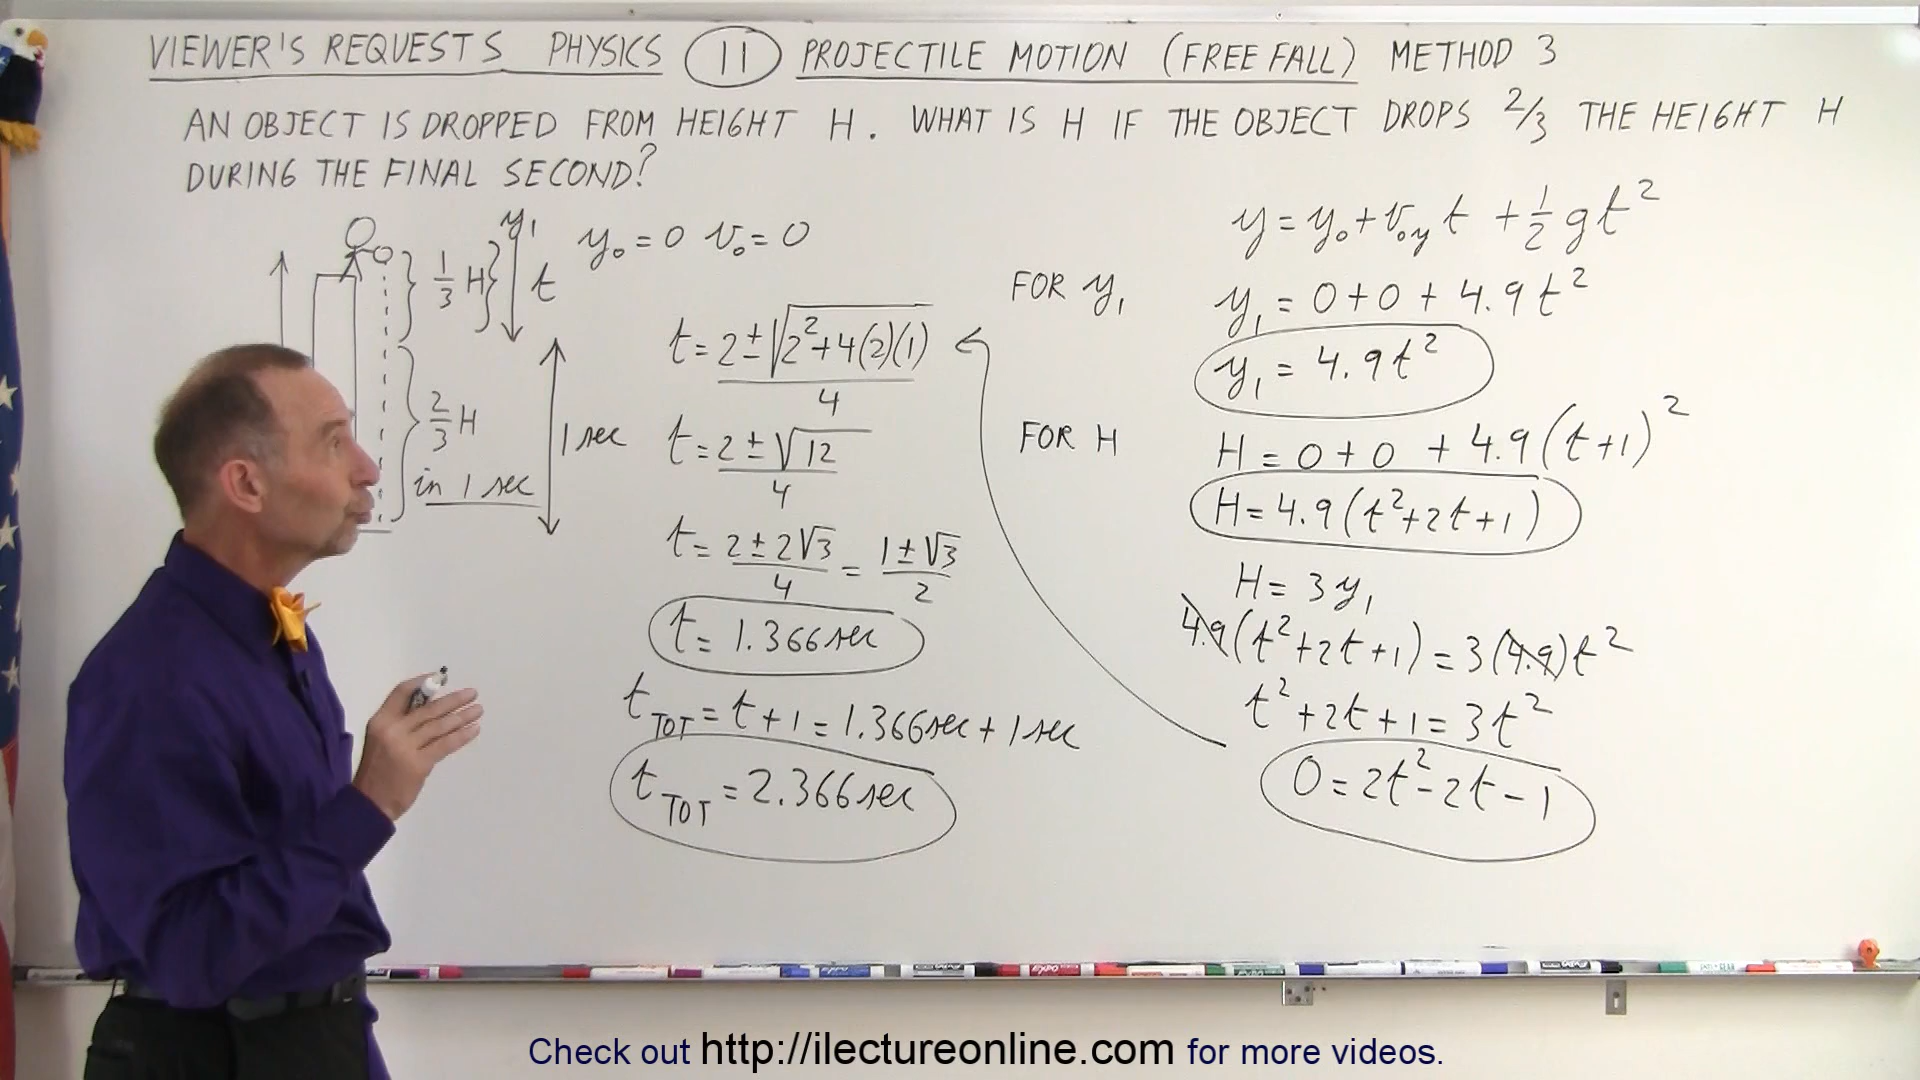 VIEWER'S REQUESTS PHYSICS 11 PROJECTILE MOTION (FREE FALL) METHOD 3
AN OBJECT IS DROPPED FROM HEIGHT H. WHAT IS H IF THE OBJECT DROPS 2/3 THE HEIGHT H
DURING THE FINAL SECOND?
1/3 H
y₁
t
2/3 H
in 1 sec
1 sec
y₀ = 0 v₀ = 0
t = 2 ± √(2² + 4(2)(1)) / 4
t = 2 ± √12 / 4
t = 2 ± 2√3 / 4 = 1 ± √3 / 2
t = 1.366 sec
t TOT = t + 1 = 1.366 sec + 1 sec
t TOT = 2.366 sec
y = y₀ + v₀y t + 1/2 gt²
FOR y₁ y₁ = 0 + 0 + 4.9t²
y₁ = 4.9t²
FOR H H = 0 + 0 + 4.9(t+1)²
H = 4.9(t² + 2t + 1)
H = 3y₁
4.9(t² + 2t + 1) = 3(4.9)t²
t² + 2t + 1 = 3t²
0 = 2t² - 2t - 1
Check out http://ilectureonline.com for more videos.